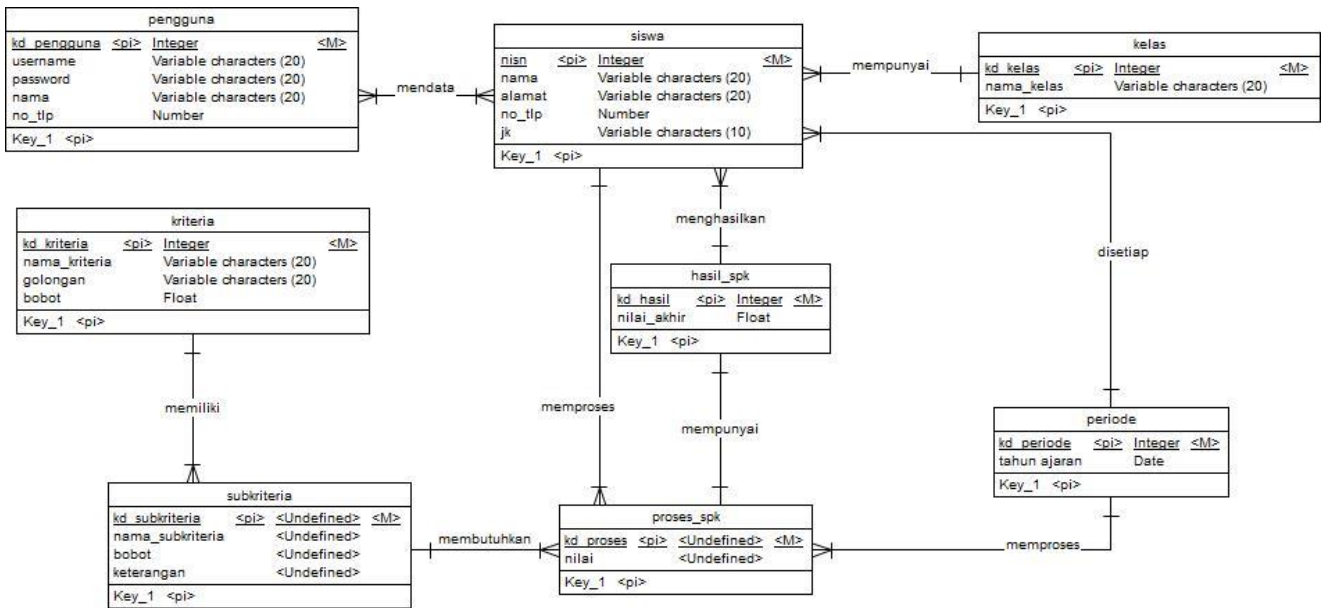 pengguna
kd_pengguna <pi> Integer <M>
username Variable characters (20)
password Variable characters (20)
nama Variable characters (20)
no_tlp Number
Key_1 <pi>
mendata
siswa
nisn <pi> Integer <M>
nama Variable characters (20)
alamat Variable characters (20)
no_tlp Number
jk Variable characters (10)
Key_1 <pi>
mempunyai
kelas
kd_kelas <pi> Integer <M>
nama_kelas Variable characters (20)
Key_1 <pi>
kriteria
kd_kriteria <pi> Integer <M>
nama_kriteria Variable characters (20)
golongan Variable characters (20)
bobot Float
Key_1 <pi>
menghasilkan
disetiap
hasil_spk
kd_hasil <pi> Integer <M>
nilai_akhir Float
Key_1 <pi>
memiliki
memproses
mempunyai
periode
kd_periode <pi> Integer <M>
tahun ajaran Date
Key_1 <pi>
subkriteria
kd_subkriteria <pi> <Undefined> <M>
nama_subkriteria <Undefined>
bobot <Undefined>
keterangan <Undefined>
Key_1 <pi>
membutuhkan
proses_spk
kd_proses <pi> <Undefined> <M>
nilai <Undefined>
Key_1 <pi>
memproses